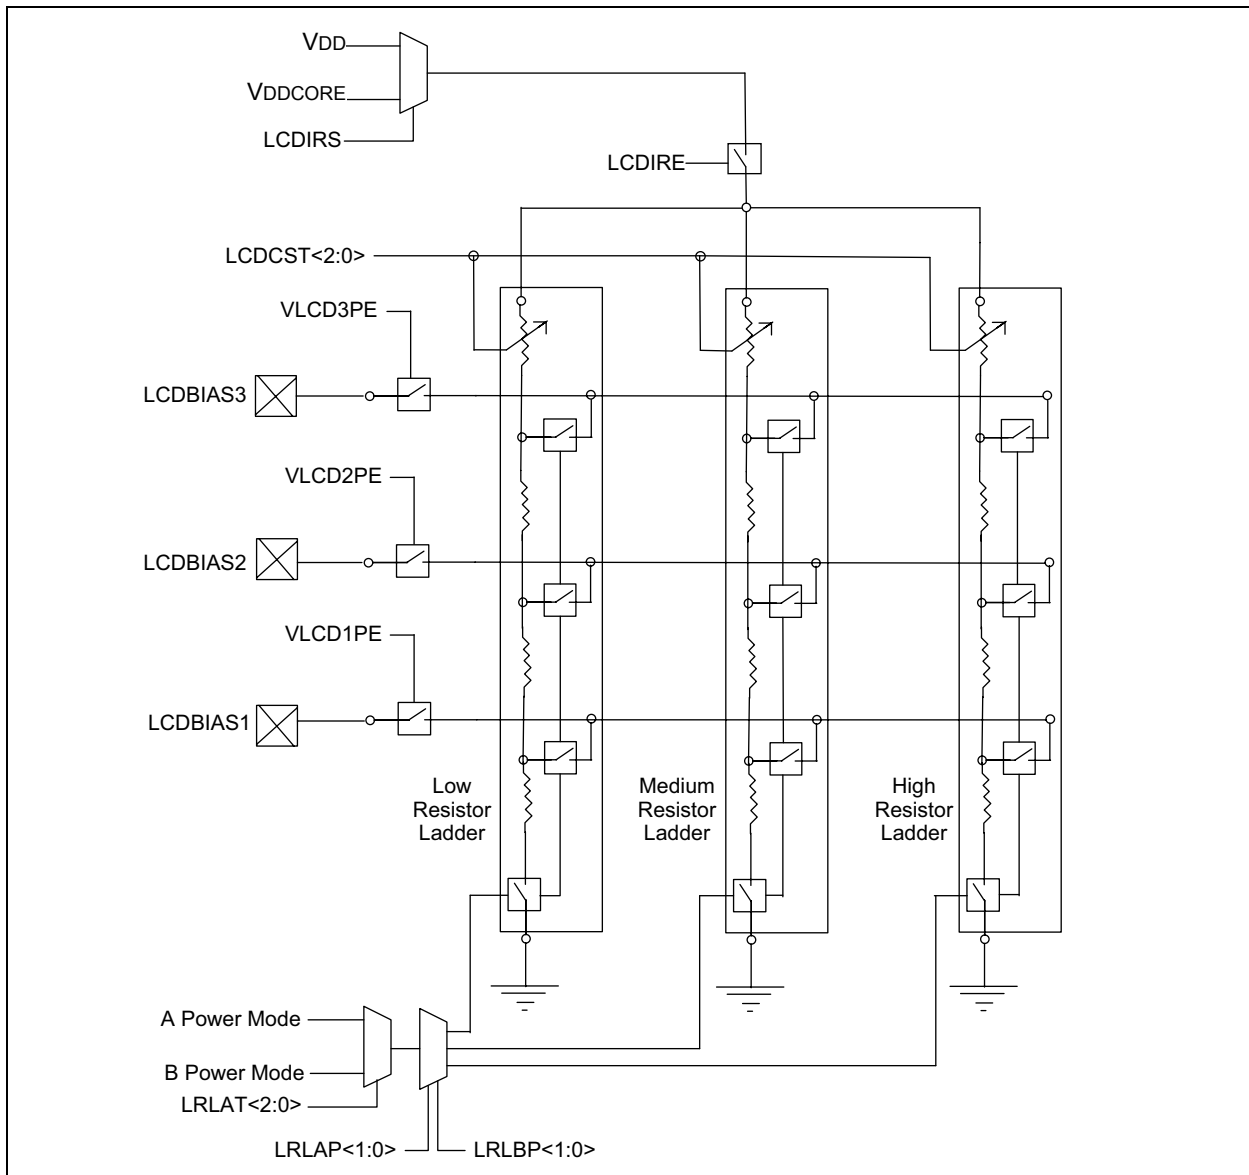 VDD
VDDCORE
LCDIRS
LCDIRE
LCDCST<2:0>
VLCD3PE
LCDBIAS3
VLCD2PE
LCDBIAS2
VLCD1PE
LCDBIAS1
Low
Resistor
Ladder
Medium
Resistor
Ladder
High
Resistor
Ladder
A Power Mode
B Power Mode
LRLAT<2:0>
LRLAP<1:0>
LRLBP<1:0>